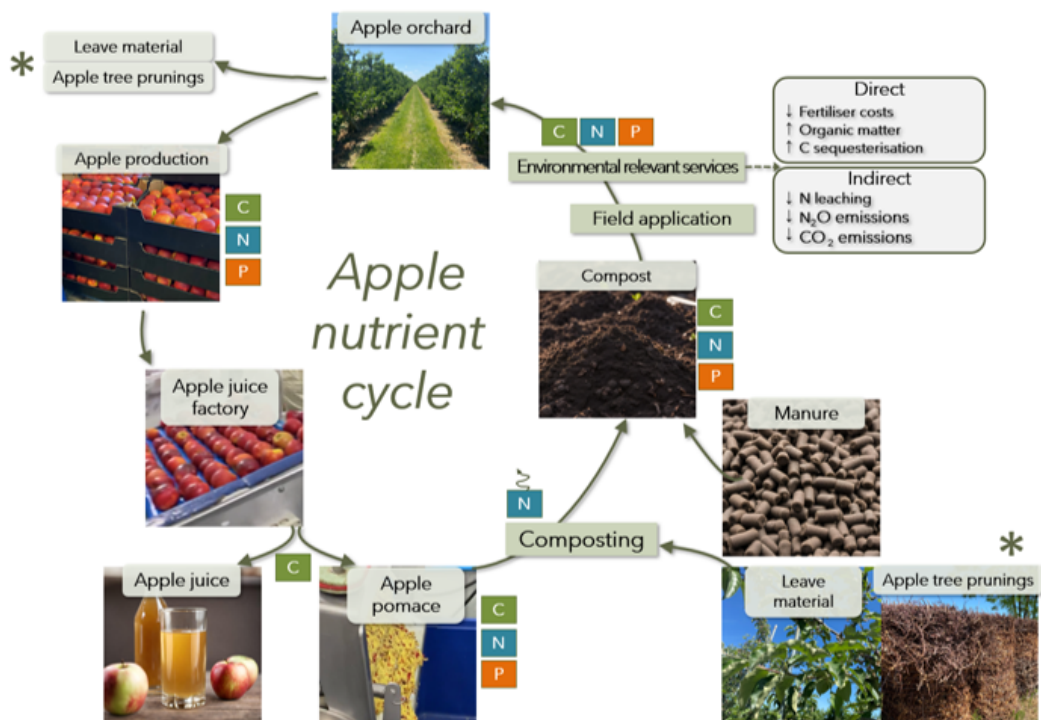 Apple orchard
*
Leave material
Apple tree prunings
Apple production
C
N
P
C N P
Environmental relevant services
Field application
Direct
↓ Fertiliser costs
↑ Organic matter
↑ C sequesterisation
Indirect
↓ N leaching
↓ N₂O emissions
↓ CO₂ emissions
Apple
nutrient
cycle
Compost
C
N
P
Manure
Apple juice
factory
N
Composting
C
Apple juice
Apple
pomace
C
N
P
*
Leave
material
Apple tree prunings